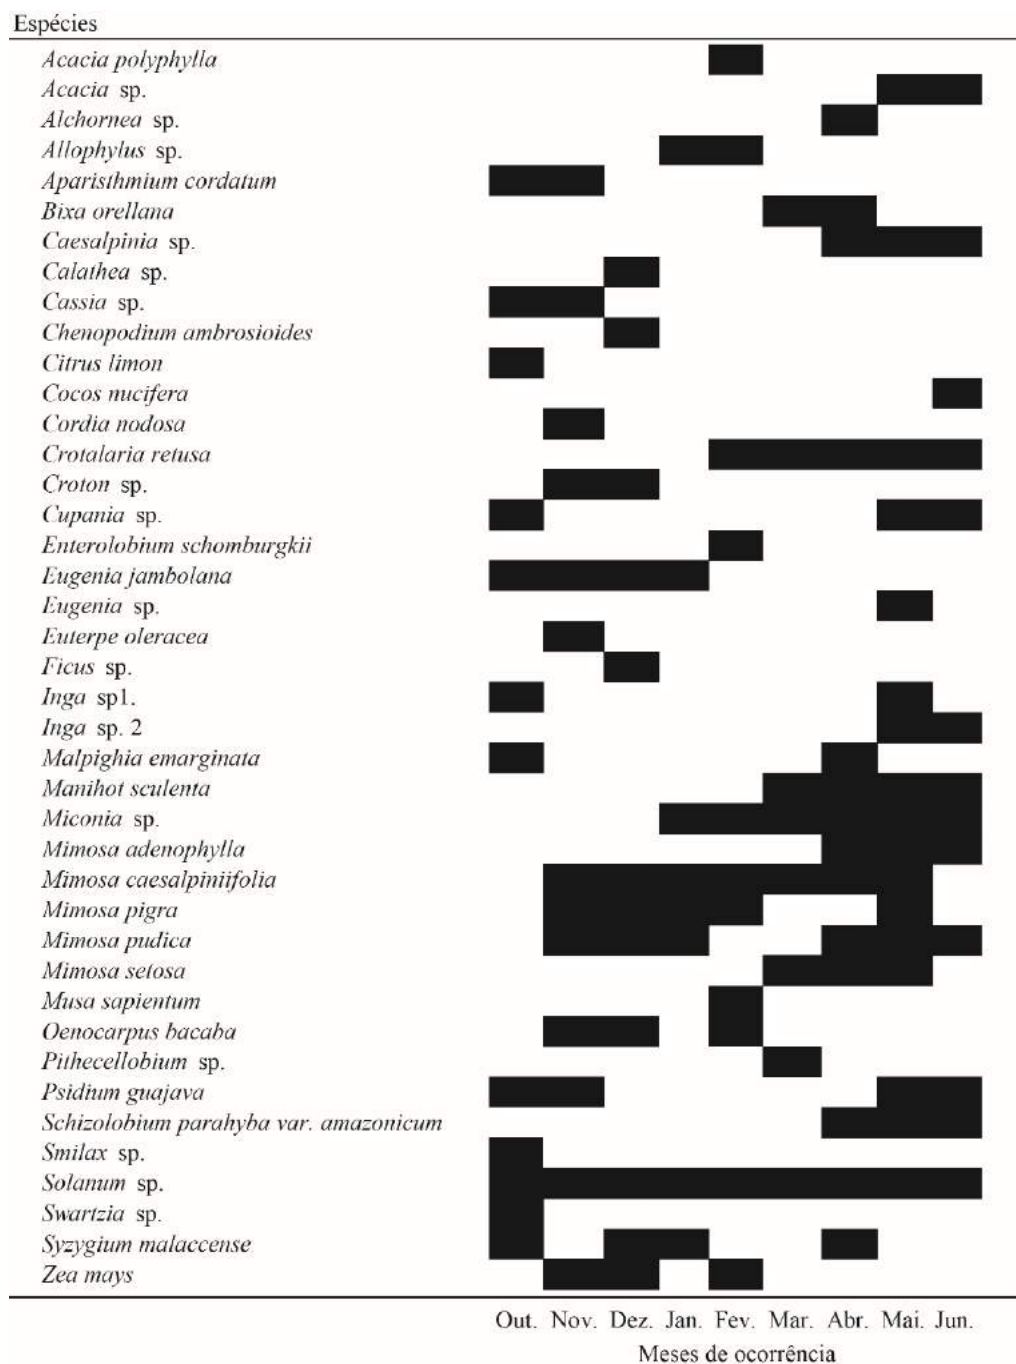 Espécies
Acacia polyphylla
Acacia sp.
Alchornea sp.
Allophylus sp.
Aparisthmium cordatum
Bixa orellana
Caesalpinia sp.
Calathea sp.
Cassia sp.
Chenopodium ambrosioides
Citrus limon
Cocos nucifera
Cordia nodosa
Crotalaria retusa
Croton sp.
Cupania sp.
Enterolobium schomburgkii
Eugenia jambolana
Eugenia sp.
Euterpe oleracea
Ficus sp.
Inga sp1.
Inga sp. 2
Malpighia emarginata
Manihot sculenta
Miconia sp.
Mimosa adenophylla
Mimosa caesalpiniifolia
Mimosa pigra
Mimosa pudica
Mimosa setosa
Musa sapientum
Oenocarpus bacaba
Pithecellobium sp.
Psidium guajava
Schizolobium parahyba var. amazonicum
Smilax sp.
Solanum sp.
Swartzia sp.
Syzygium malaccense
Zea mays
Out. Nov. Dez. Jan. Fev. Mar. Abr. Mai. Jun.
Meses de ocorrência